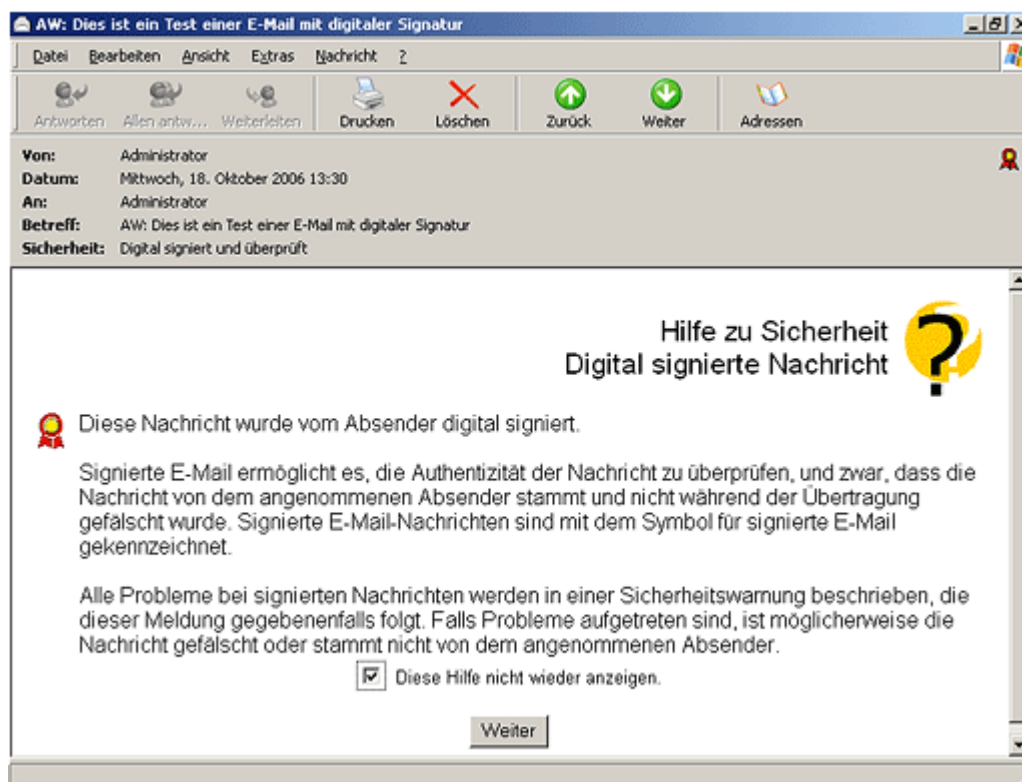 AW: Dies ist ein Test einer E-Mail mit digitaler Signatur
Datei Bearbeiten Ansicht Extras Nachricht ?
Antworten Allen antw... Weiterleiten Drucken Löschen Zurück Weiter Adressen
Von: Administrator
Datum: Mittwoch, 18. Oktober 2006 13:30
An: Administrator
Betreff: AW: Dies ist ein Test einer E-Mail mit digitaler Signatur
Sicherheit: Digital signiert und überprüft
Hilfe zu Sicherheit
Digital signierte Nachricht
Diese Nachricht wurde vom Absender digital signiert.
Signierte E-Mail ermöglicht es, die Authentizität der Nachricht zu überprüfen, und zwar, dass die
Nachricht von dem angenommenen Absender stammt und nicht während der Übertragung
gefälscht wurde. Signierte E-Mail-Nachrichten sind mit dem Symbol für signierte E-Mail
gekennzeichnet.
Alle Probleme bei signierten Nachrichten werden in einer Sicherheitswarnung beschrieben, die
dieser Meldung gegebenenfalls folgt. Falls Probleme aufgetreten sind, ist möglicherweise die
Nachricht gefälscht oder stammt nicht von dem angenommenen Absender.
Diese Hilfe nicht wieder anzeigen.
Weiter